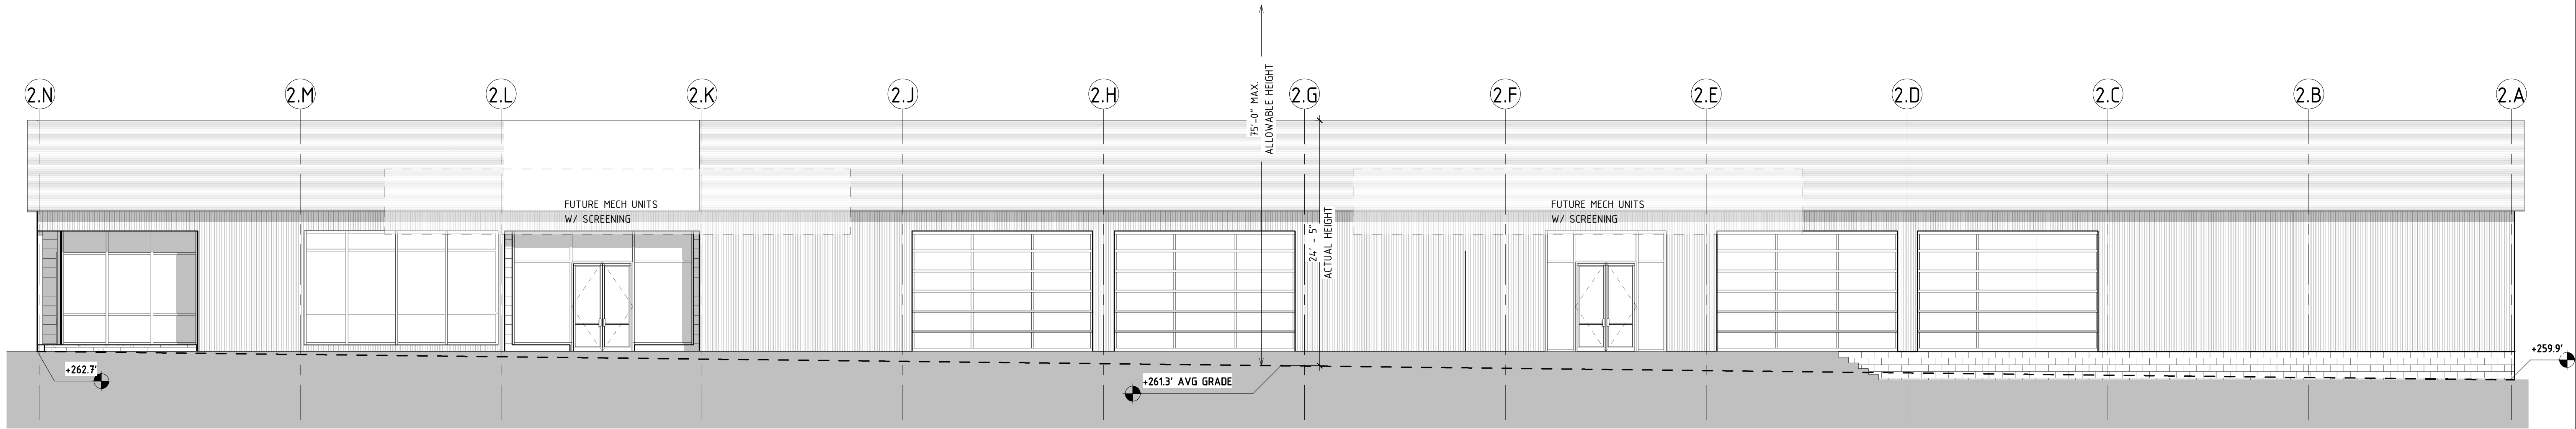 2.N
2.M
2.L
2.K
2.J
2.H
2.G
2.F
2.E
2.D
2.C
2.B
2.A
75'-0" MAX.
ALLOWABLE HEIGHT
FUTURE MECH UNITS
W/ SCREENING
24' - 5"
ACTUAL HEIGHT
FUTURE MECH UNITS
W/ SCREENING
+262.7'
+261.3' AVG GRADE
+259.9'